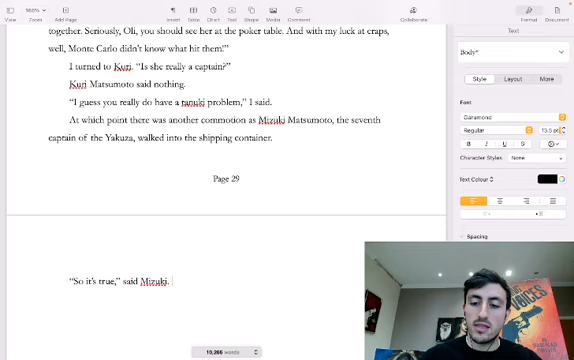 100%
View
Zoom
Add Page
Insert
Table
Chart
Text
Shape
Media
Comment
Collaborate
Format
Document
together. Seriously, Oli, you should see her at the poker table. And with my luck at craps,
well, Monte Carlo didn't know what hit them!”
I turned to Kuri. “Is she really a captain?”
Kuri Matsumoto said nothing.
“I guess you really do have a tanuki problem,” I said.
At which point there was another commotion as Mizuki Matsumoto, the seventh
captain of the Yakuza, walked into the shipping container.
Page 29
“So it's true,” said Mizuki.
10,266 words
Text
Body*
Style
Layout
More
Font
Garamond
Regular
13.5 pt
B I U S
Character Styles
None
Text Colour
Spacing
VOICES